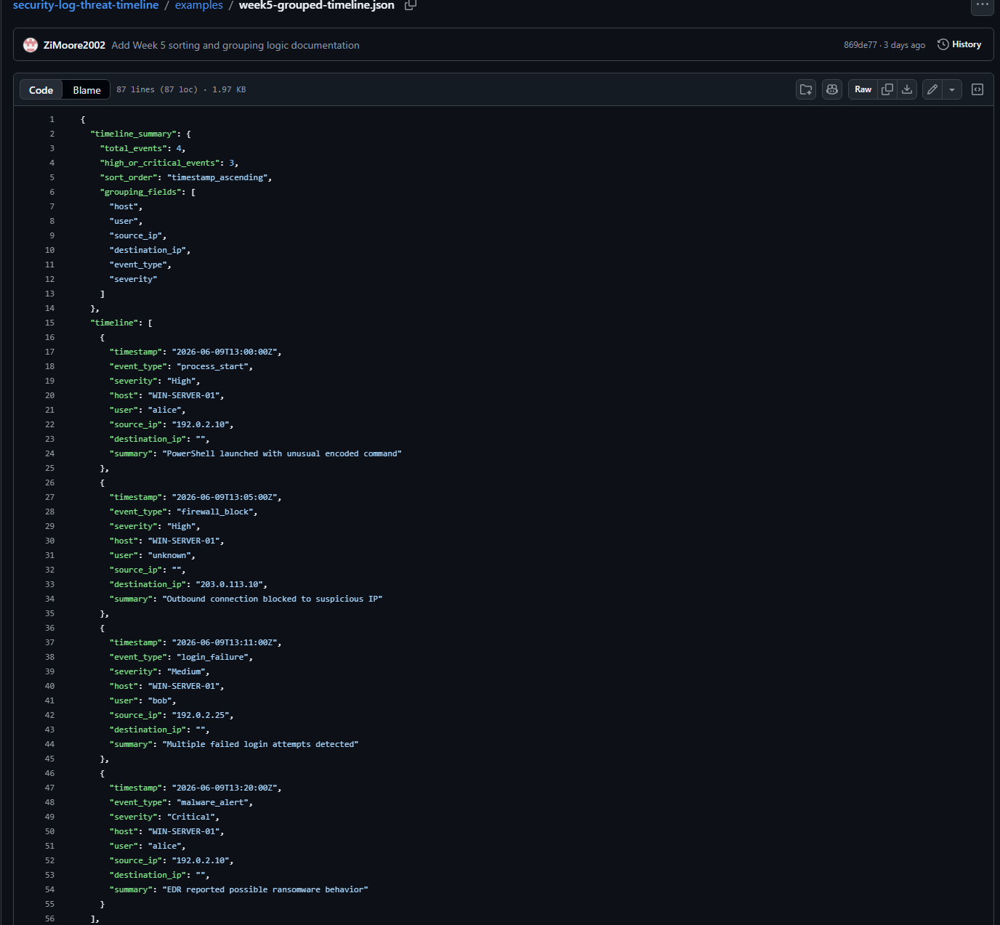 security-log-threat-timeline / examples / week5-grouped-timeline.json
ZiMoore2002 Add Week 5 sorting and grouping logic documentation 869de77 · 3 days ago History
Code Blame 87 lines (87 loc) · 1.97 KB Raw
1 {
2 "timeline_summary": {
3 "total_events": 4,
4 "high_or_critical_events": 3,
5 "sort_order": "timestamp_ascending",
6 "grouping_fields": [
7 "host",
8 "user",
9 "source_ip",
10 "destination_ip",
11 "event_type",
12 "severity"
13 ]
14 },
15 "timeline": [
16 {
17 "timestamp": "2026-06-09T13:00:00Z",
18 "event_type": "process_start",
19 "severity": "High",
20 "host": "WIN-SERVER-01",
21 "user": "alice",
22 "source_ip": "192.0.2.10",
23 "destination_ip": "",
24 "summary": "PowerShell launched with unusual encoded command"
25 },
26 {
27 "timestamp": "2026-06-09T13:05:00Z",
28 "event_type": "firewall_block",
29 "severity": "High",
30 "host": "WIN-SERVER-01",
31 "user": "unknown",
32 "source_ip": "",
33 "destination_ip": "203.0.113.10",
34 "summary": "Outbound connection blocked to suspicious IP"
35 },
36 {
37 "timestamp": "2026-06-09T13:11:00Z",
38 "event_type": "login_failure",
39 "severity": "Medium",
40 "host": "WIN-SERVER-01",
41 "user": "bob",
42 "source_ip": "192.0.2.25",
43 "destination_ip": "",
44 "summary": "Multiple failed login attempts detected"
45 },
46 {
47 "timestamp": "2026-06-09T13:20:00Z",
48 "event_type": "malware_alert",
49 "severity": "Critical",
50 "host": "WIN-SERVER-01",
51 "user": "alice",
52 "source_ip": "192.0.2.10",
53 "destination_ip": "",
54 "summary": "EDR reported possible ransomware behavior"
55 }
56 ],